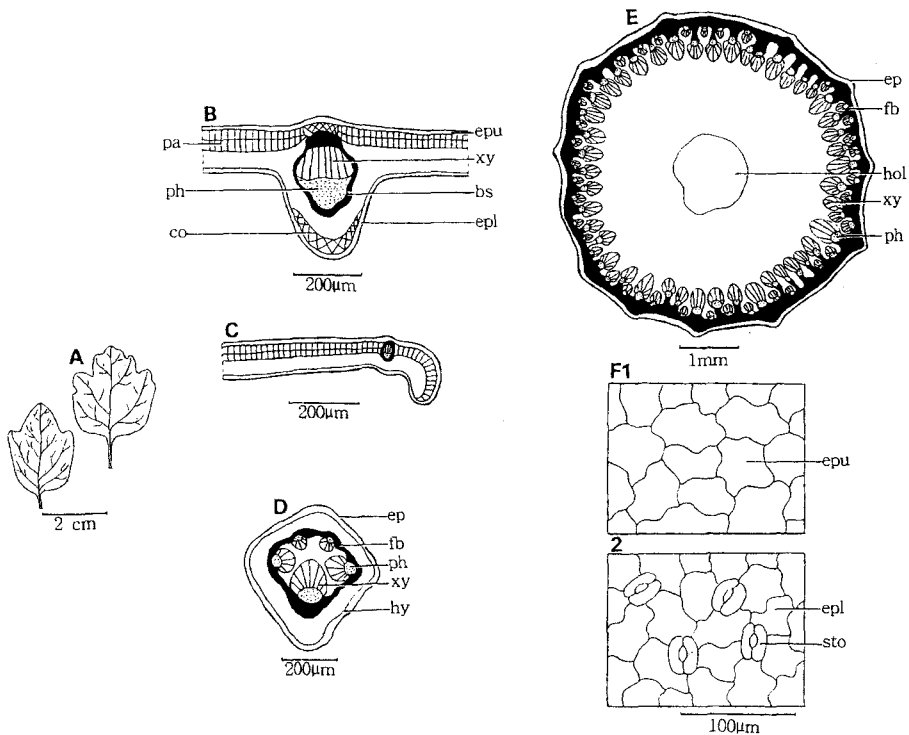 A
2 cm
B
pa
ph
co
epu
xy
bs
epl
200μm
C
200μm
D
ep
fb
ph
xy
hy
200μm
E
ep
fb
hol
xy
ph
1mm
F1
epu
2
epl
sto
100μm